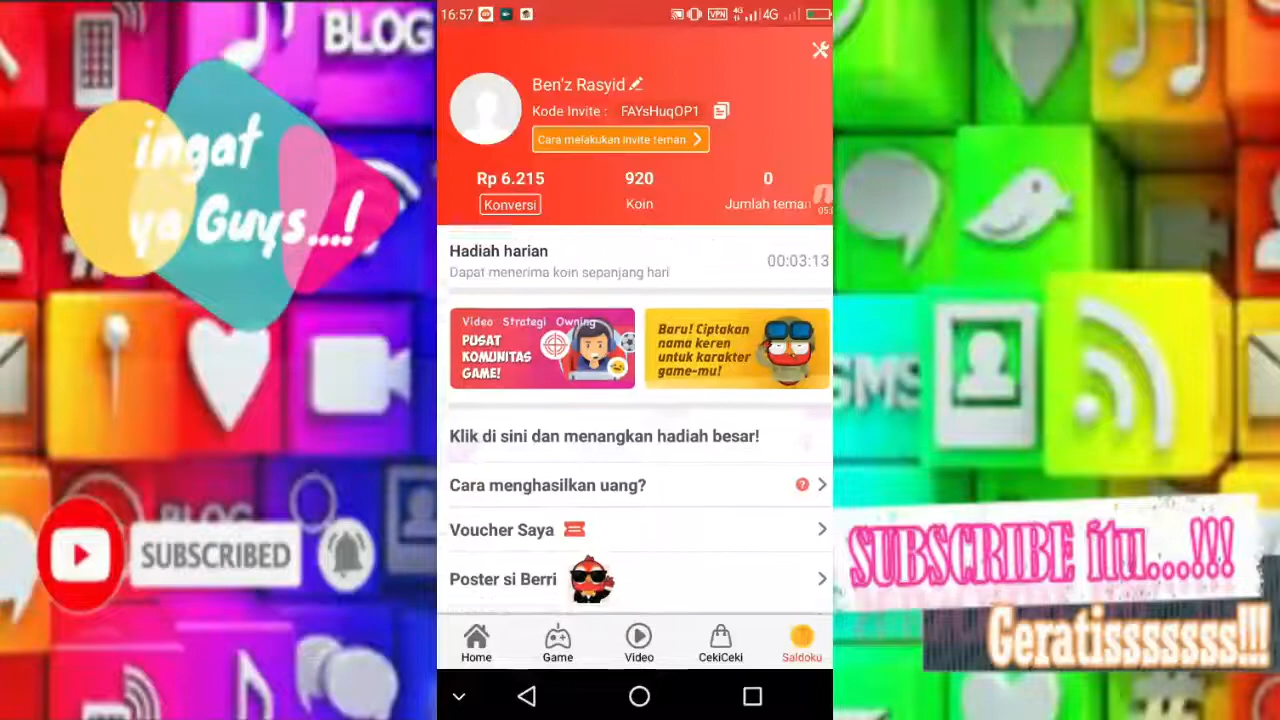 BLOG
ingat
ya Guys...!
BLOG
SUBSCRIBED
16:57
VPN
4G
4G
Ben'z Rasyid
Kode Invite : FAYsHuqOP1
Cara melakukan invite teman
Rp 6.215
920
0
Konversi
Koin
Jumlah teman
Hadiah harian
00:03:13
Dapat menerima koin sepanjang hari
Video Strategi Owning
PUSAT
KOMUNITAS
GAME!
Baru! Ciptakan
nama keren
untuk karakter
game-mu!
Klik di sini dan menangkan hadiah besar!
Cara menghasilkan uang?
?
Voucher Saya
Poster si Berri
Home
Game
Video
CekiCeki
Saldoku
SMS
SUBSCRIBE itu...!!!
Geratisssssss!!!